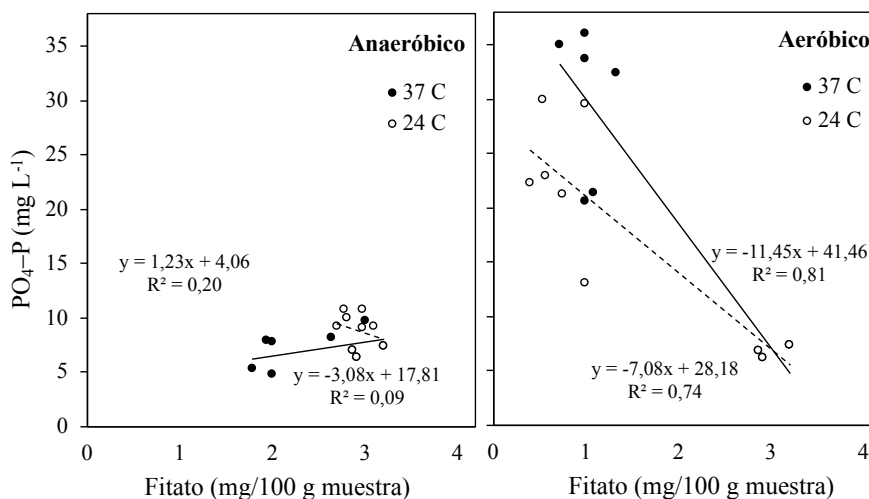 35
30
25
20
15
10
5
0
PO₄–P (mg L⁻¹)
Anaeróbico
37 C
24 C
y = 1,23x + 4,06
R² = 0,20
y = -3,08x + 17,81
R² = 0,09
0 1 2 3 4
Fitato (mg/100 g muestra)
Aeróbico
37 C
24 C
y = -11,45x + 41,46
R² = 0,81
y = -7,08x + 28,18
R² = 0,74
0 1 2 3 4
Fitato (mg/100 g muestra)